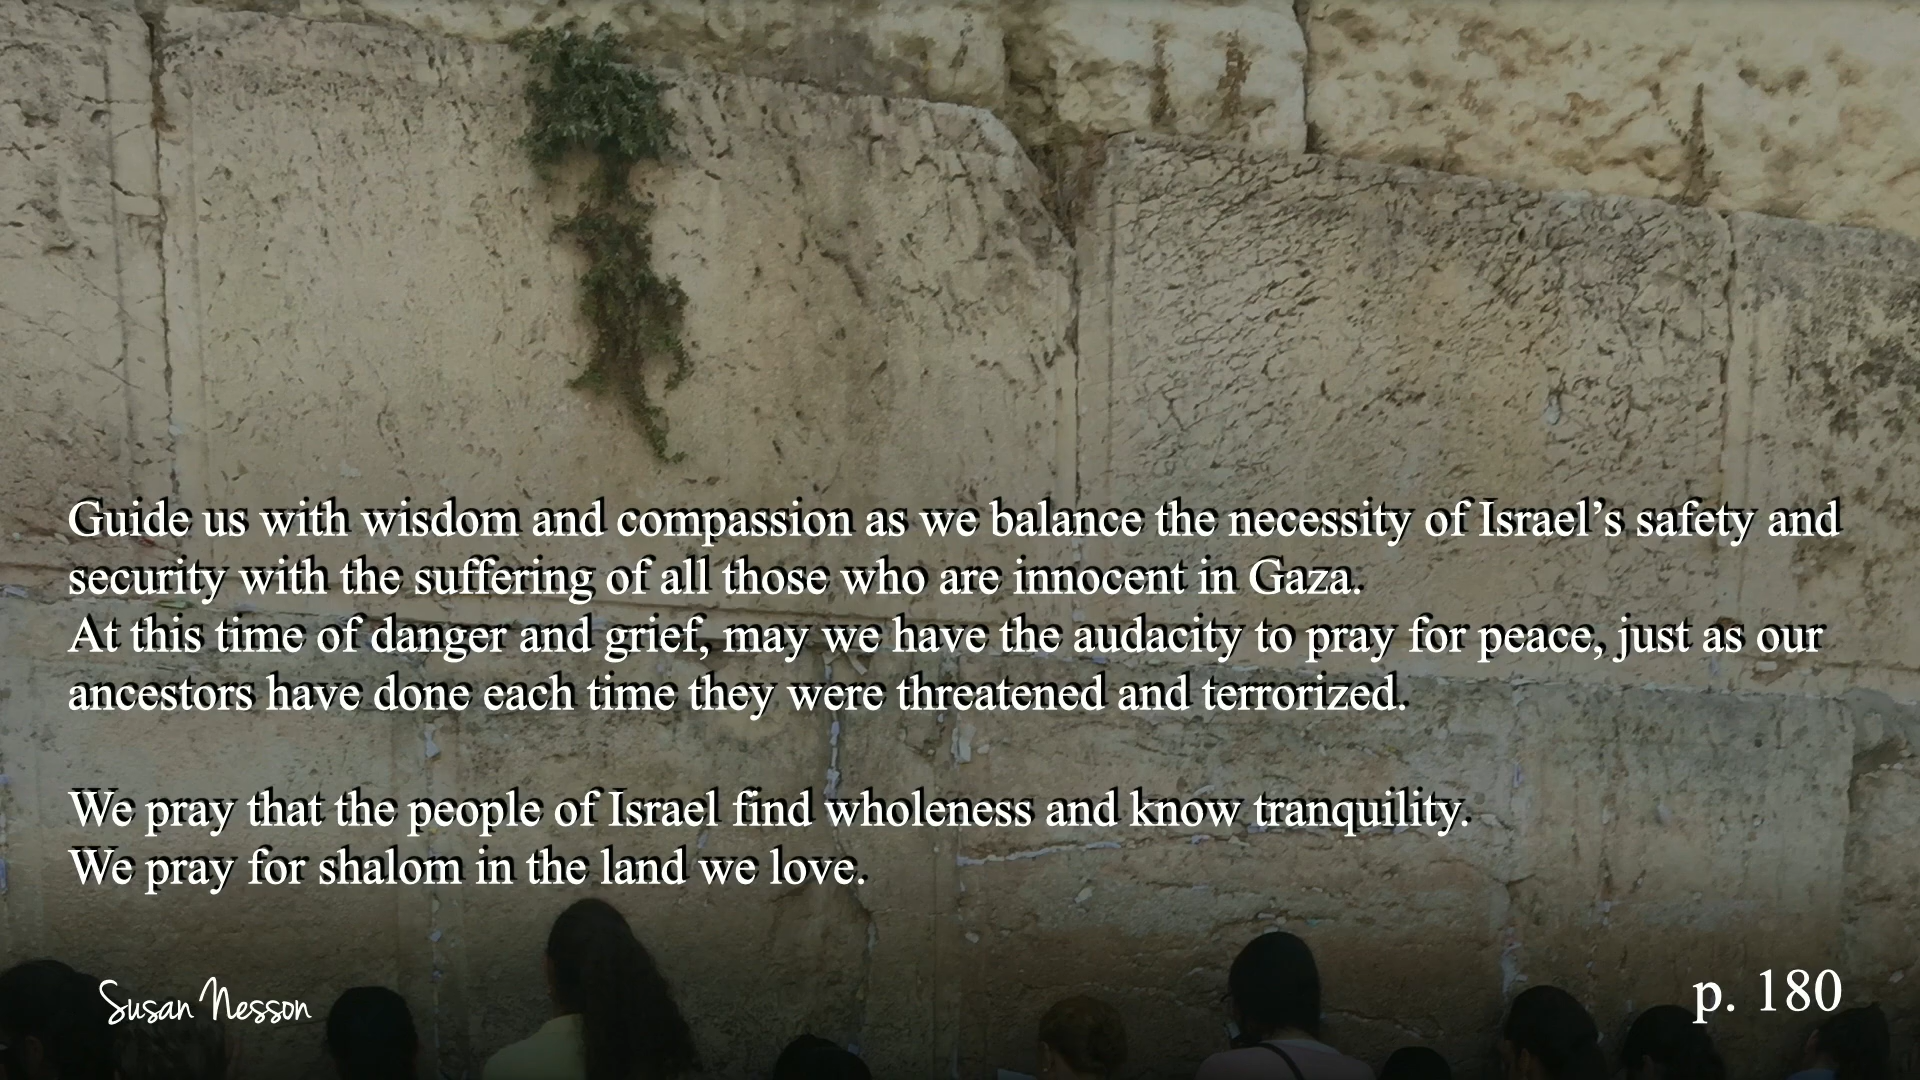 Guide us with wisdom and compassion as we balance the necessity of Israel’s safety and
security with the suffering of all those who are innocent in Gaza.
At this time of danger and grief, may we have the audacity to pray for peace, just as our
ancestors have done each time they were threatened and terrorized.
We pray that the people of Israel find wholeness and know tranquility.
We pray for shalom in the land we love.
Susan Nesson
p. 180